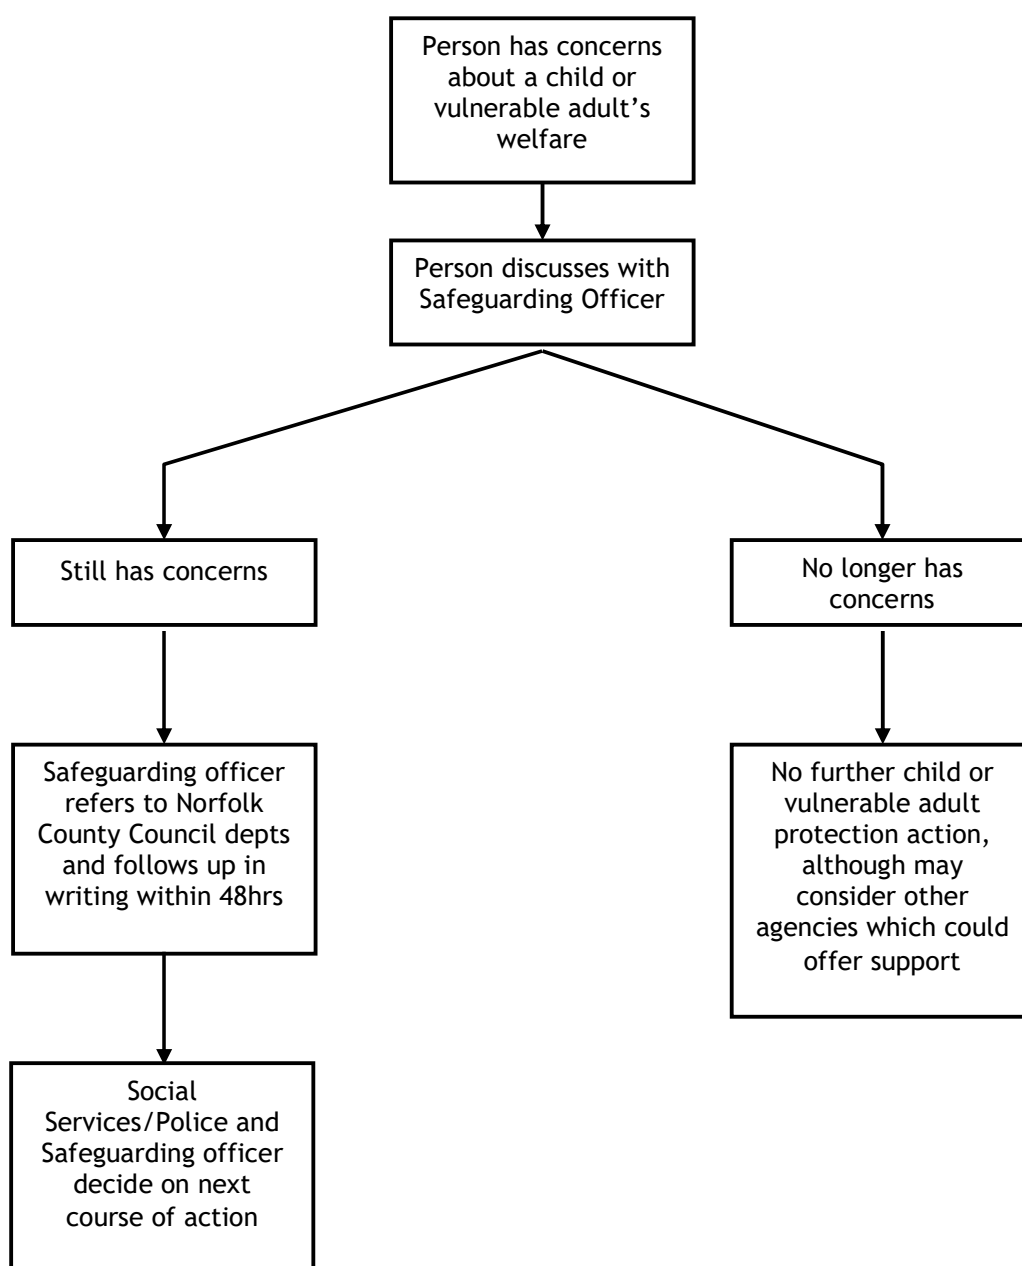 Person has concerns
about a child or
vulnerable adult’s
welfare
Person discusses with
Safeguarding Officer
Still has concerns
No longer has
concerns
Safeguarding officer
refers to Norfolk
County Council depts
and follows up in
writing within 48hrs
No further child or
vulnerable adult
protection action,
although may
consider other
agencies which could
offer support
Social
Services/Police and
Safeguarding officer
decide on next
course of action